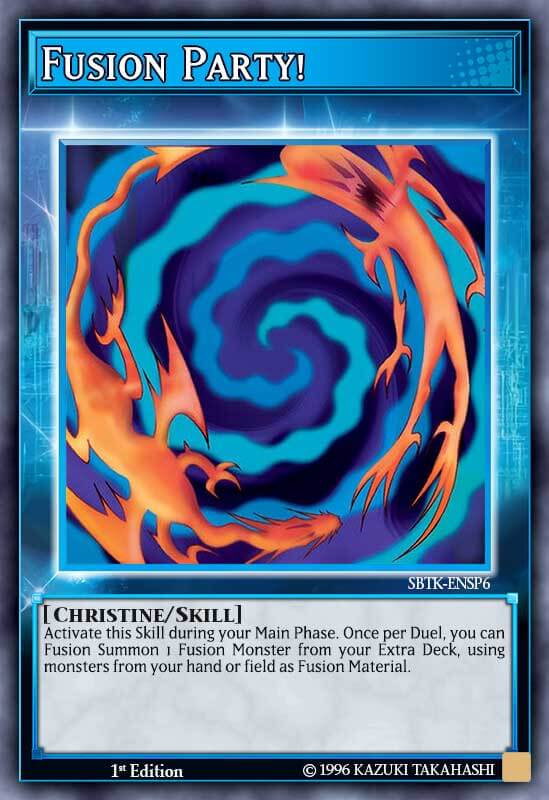 Fusion Party!
SBTK-ENSP6
[Christine/Skill]
Activate this Skill during your Main Phase. Once per Duel, you can
Fusion Summon 1 Fusion Monster from your Extra Deck, using
monsters from your hand or field as Fusion Material.
1st Edition
© 1996 KAZUKI TAKAHASHI